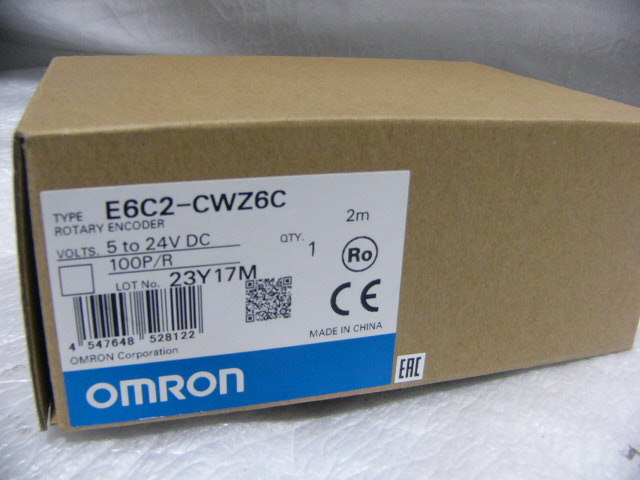 TYPE E6C2-CWZ6C 2m
ROTARY ENCODER
VOLTS. 5 to 24V DC QTY. 1
100P/R Ro
LOT No. 23Y17M
CE
4 547648 528122
MADE IN CHINA
OMRON Corporation
OMRON
EAC